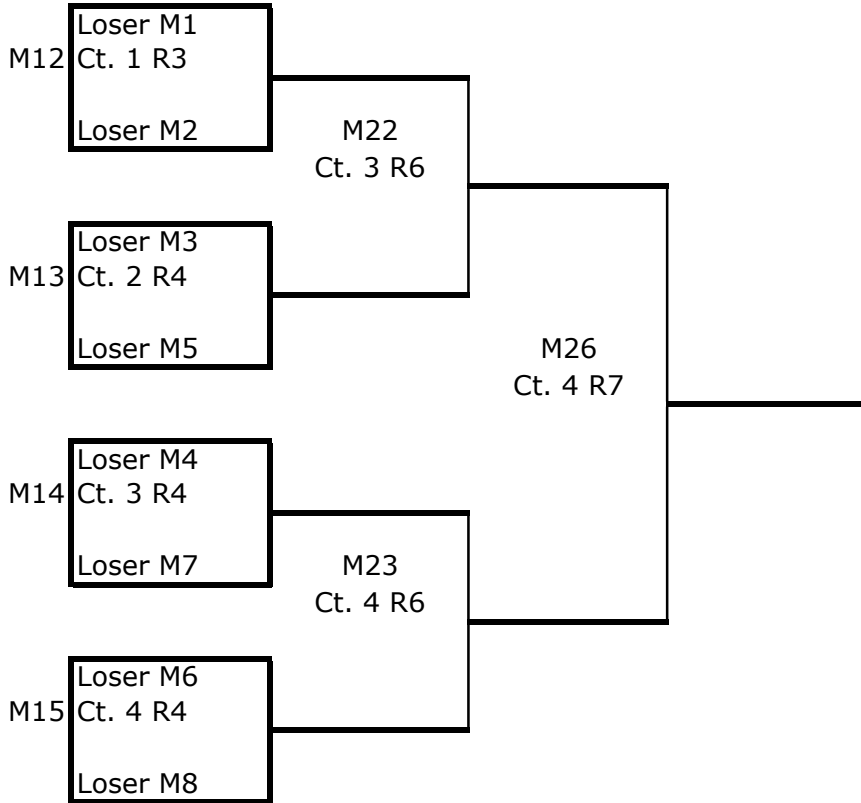 Loser M1
M12 Ct. 1 R3
Loser M2
M22
Ct. 3 R6
Loser M3
M13 Ct. 2 R4
Loser M5
M26
Ct. 4 R7
Loser M4
M14 Ct. 3 R4
Loser M7
M23
Ct. 4 R6
Loser M6
M15 Ct. 4 R4
Loser M8